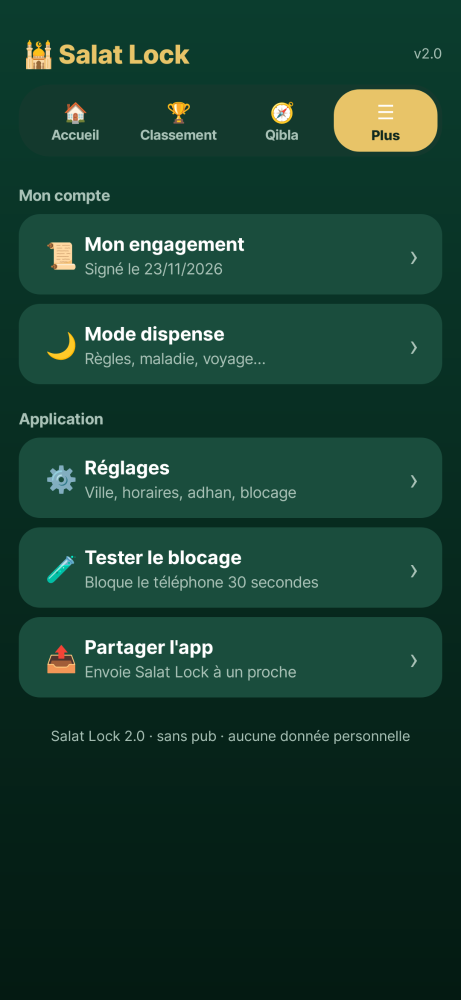 Salat Lock
v2.0
Accueil
Classement
Qibla
Plus
Mon compte
Mon engagement
Signé le 23/11/2026
Mode dispense
Règles, maladie, voyage...
Application
Réglages
Ville, horaires, adhan, blocage
Tester le blocage
Bloque le téléphone 30 secondes
Partager l'app
Envoie Salat Lock à un proche
Salat Lock 2.0 · sans pub · aucune donnée personnelle